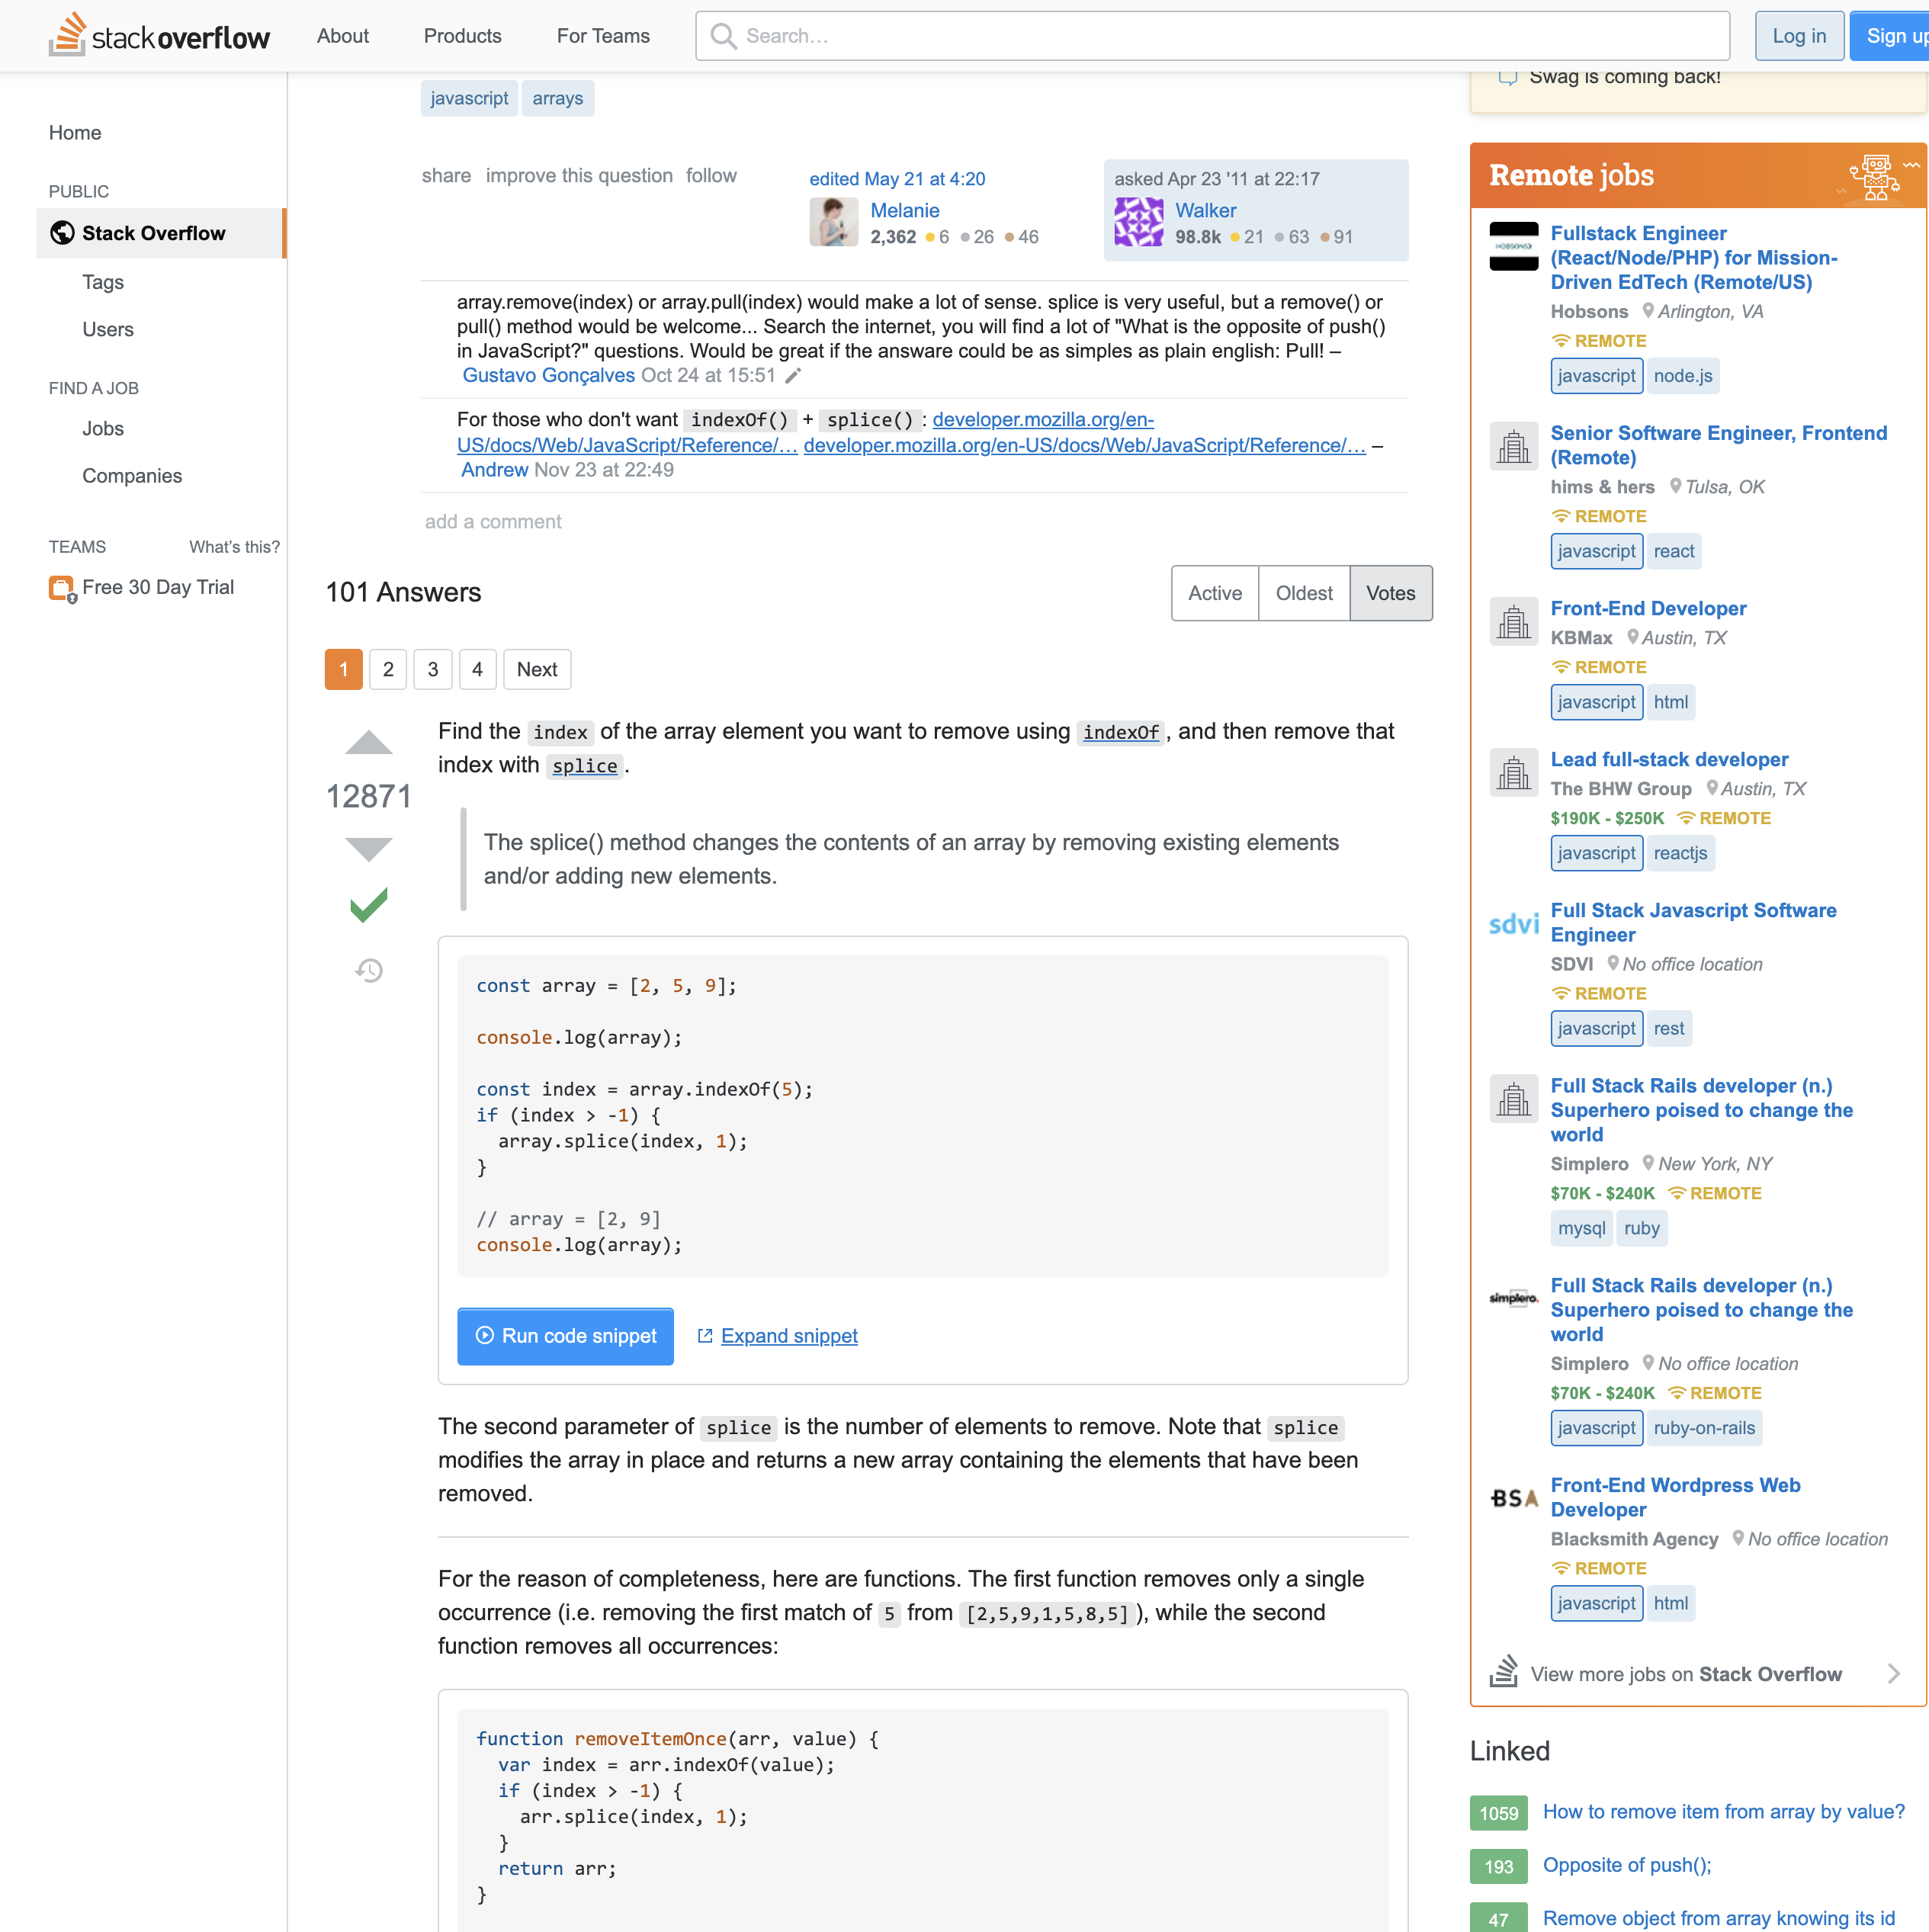 stackoverflow
About
Products
For Teams
Search…
Log in
Sign up
Home
PUBLIC
Stack Overflow
Tags
Users
FIND A JOB
Jobs
Companies
TEAMS
What's this?
Free 30 Day Trial
javascript
arrays
share improve this question follow
edited May 21 at 4:20
Melanie
2,362 6 26 46
asked Apr 23 '11 at 22:17
Walker
98.8k 21 63 91
array.remove(index) or array.pull(index) would make a lot of sense. splice is very useful, but a remove() or
pull() method would be welcome... Search the internet, you will find a lot of "What is the opposite of push()
in JavaScript?" questions. Would be great if the answare could be as simples as plain english: Pull! –
Gustavo Gonçalves Oct 24 at 15:51
For those who don't want indexOf() + splice() : developer.mozilla.org/en-
US/docs/Web/JavaScript/Reference/… developer.mozilla.org/en-US/docs/Web/JavaScript/Reference/… –
Andrew Nov 23 at 22:49
add a comment
101 Answers
Active
Oldest
Votes
1
2
3
4
Next
12871
Find the index of the array element you want to remove using indexOf, and then remove that
index with splice.
The splice() method changes the contents of an array by removing existing elements
and/or adding new elements.
const array = [2, 5, 9];
console.log(array);
const index = array.indexOf(5);
if (index > -1) {
array.splice(index, 1);
}
// array = [2, 9]
console.log(array);
Run code snippet
Expand snippet
The second parameter of splice is the number of elements to remove. Note that splice
modifies the array in place and returns a new array containing the elements that have been
removed.
For the reason of completeness, here are functions. The first function removes only a single
occurrence (i.e. removing the first match of 5 from [2,5,9,1,5,8,5]), while the second
function removes all occurrences:
function removeItemOnce(arr, value) {
var index = arr.indexOf(value);
if (index > -1) {
arr.splice(index, 1);
}
return arr;
}
Swag is coming back!
Remote jobs
HOBSONS
Fullstack Engineer
(React/Node/PHP) for Mission-
Driven EdTech (Remote/US)
Hobsons Arlington, VA
REMOTE
javascript node.js
Senior Software Engineer, Frontend
(Remote)
hims & hers Tulsa, OK
REMOTE
javascript react
Front-End Developer
KBMax Austin, TX
REMOTE
javascript html
Lead full-stack developer
The BHW Group Austin, TX
$190K - $250K REMOTE
javascript reactjs
sdvi
Full Stack Javascript Software
Engineer
SDVI No office location
REMOTE
javascript rest
Full Stack Rails developer (n.)
Superhero poised to change the
world
Simplero New York, NY
$70K - $240K REMOTE
mysql ruby
simplero.
Full Stack Rails developer (n.)
Superhero poised to change the
world
Simplero No office location
$70K - $240K REMOTE
javascript ruby-on-rails
BSA
Front-End Wordpress Web
Developer
Blacksmith Agency No office location
REMOTE
javascript html
View more jobs on Stack Overflow
Linked
1059 How to remove item from array by value?
193 Opposite of push();
47 Remove object from array knowing its id